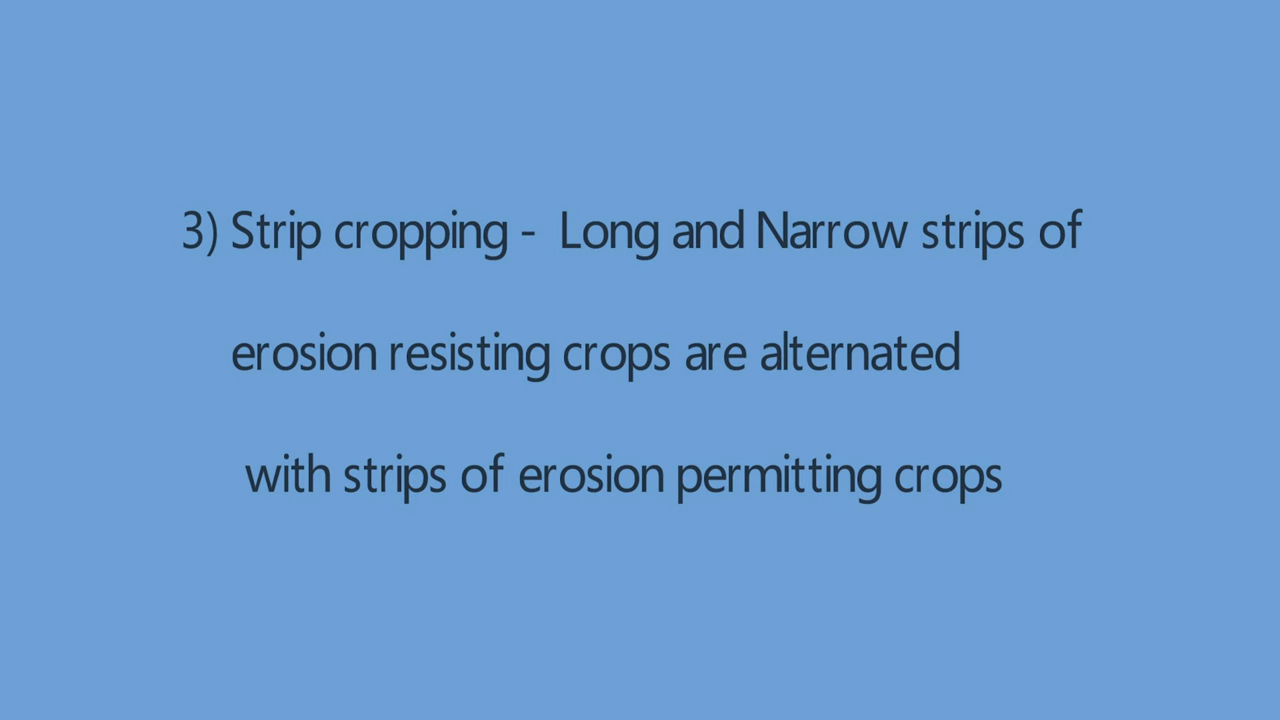 3) Strip cropping - Long and Narrow strips of
erosion resisting crops are alternated
with strips of erosion permitting crops